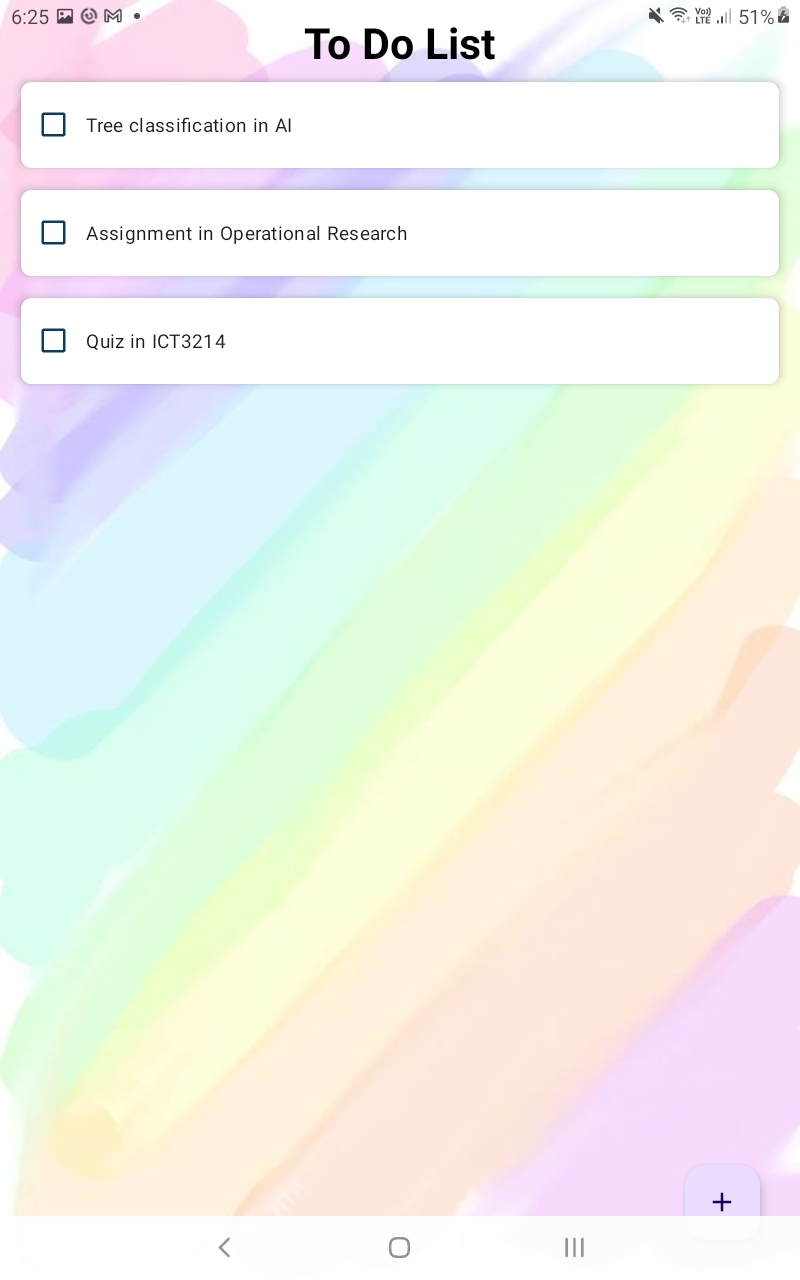 6:25
Vo))
LTE
51%
To Do List
Tree classification in AI
Assignment in Operational Research
Quiz in ICT3214